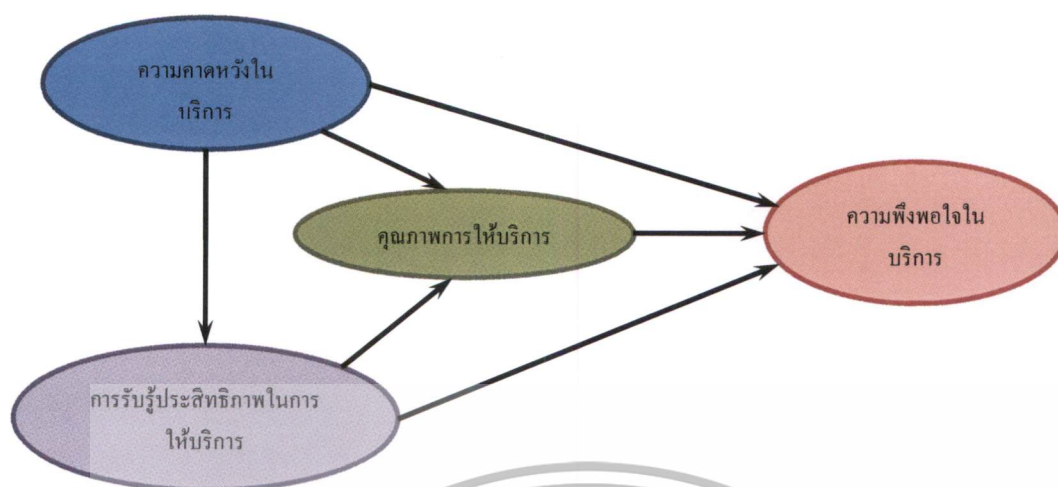 ความคาดหวังใน
บริการ
คุณภาพการให้บริการ
ความพึงพอใจใน
บริการ
การรับรู้ประสิทธิภาพในการ
ให้บริการ